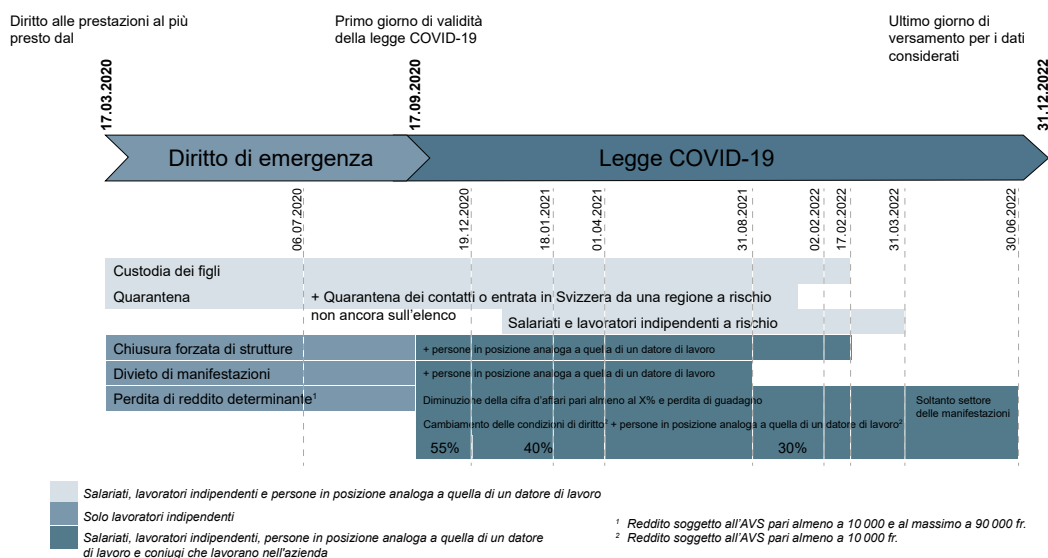 Diritto alle prestazioni al più
presto dal
Primo giorno di validità
della legge COVID-19
Ultimo giorno di
versamento per i dati
considerati
17.03.2020
17.09.2020
31.12.2022
Diritto di emergenza
Legge COVID-19
06.07.2020
19.12.2020
18.01.2021
01.04.2021
31.08.2021
02.02.2022
17.02.2022
31.03.2022
30.06.2022
Custodia dei figli
Quarantena
+ Quarantena dei contatti o entrata in Svizzera da una regione a rischio
non ancora sull'elenco
Salariati e lavoratori indipendenti a rischio
Chiusura forzata di strutture
+ persone in posizione analoga a quella di un datore di lavoro
Divieto di manifestazioni
+ persone in posizione analoga a quella di un datore di lavoro
Perdita di reddito determinante¹
Diminuzione della cifra d'affari pari almeno al X% e perdita di guadagno
Soltanto settore
delle manifestazioni
Cambiamento delle condizioni di diritto² + persone in posizione analoga a quella di un datore di lavoro²
55%
40%
30%
Salariati, lavoratori indipendenti e persone in posizione analoga a quella di un datore di lavoro
Solo lavoratori indipendenti
Salariati, lavoratori indipendenti, persone in posizione analoga a quella di un datore
di lavoro e coniugi che lavorano nell'azienda
¹ Reddito soggetto all'AVS pari almeno a 10 000 e al massimo a 90 000 fr.
² Reddito soggetto all'AVS pari almeno a 10 000 fr.